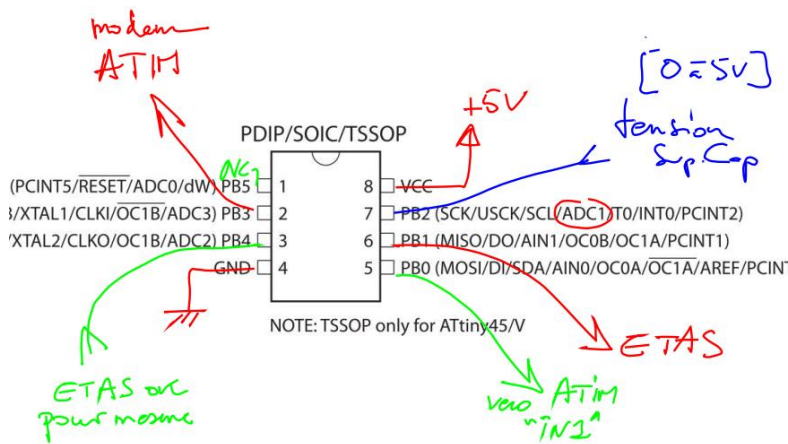 modem
ATIM
[0 à 5V]
+5V
tension
Sup.Cap
PDIP/SOIC/TSSOP
NC
(PCINT5/RESET/ADC0/dW) PB5 1
8 VCC
/XTAL1/CLKI/OC1B/ADC3) PB3 2
7 PB2 (SCK/USCK/SCL/ADC1/T0/INT0/PCINT2)
/XTAL2/CLKO/OC1B/ADC2) PB4 3
6 PB1 (MISO/DO/AIN1/OC0B/OC1A/PCINT1)
GND 4
5 PB0 (MOSI/DI/SDA/AIN0/OC0A/OC1A/AREF/PCINT
NOTE: TSSOP only for ATtiny45/V
ETAS
ETAS
pour mesure
vers ATIM
"IN1"